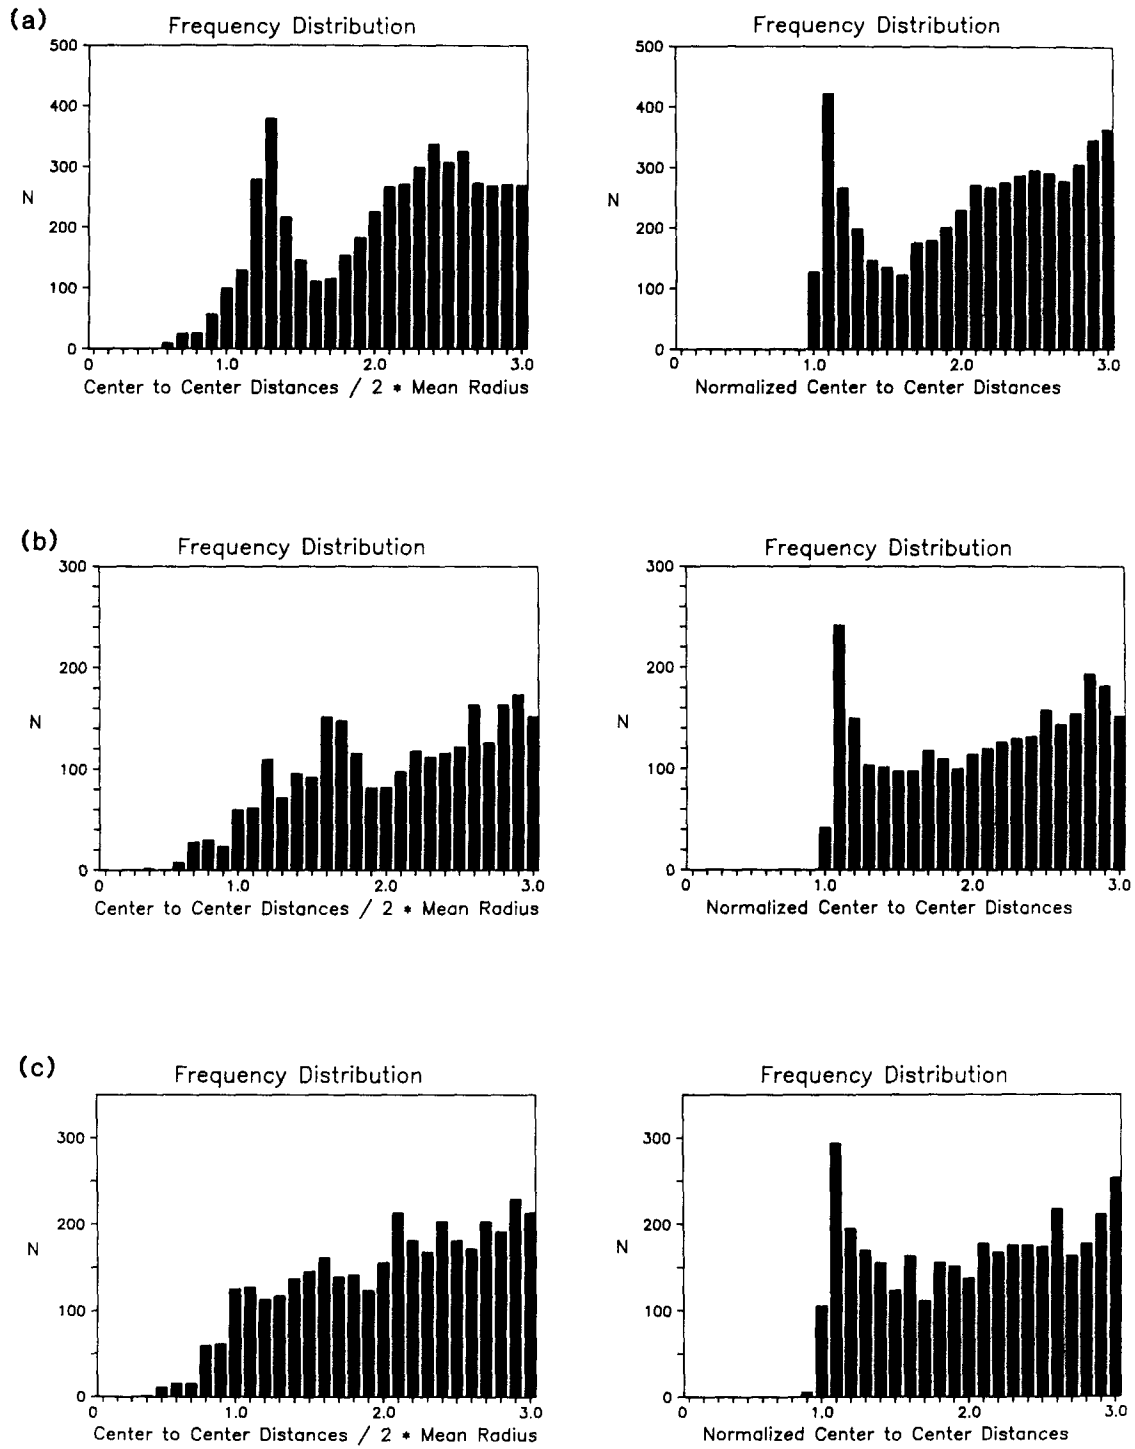 (a)
Frequency Distribution
Frequency Distribution
500
400
300
N
200
100
0
0 1.0 2.0 3.0
Center to Center Distances / 2 * Mean Radius
500
400
300
N
200
100
0
0 1.0 2.0 3.0
Normalized Center to Center Distances
(b)
Frequency Distribution
Frequency Distribution
300
200
N
100
0
0 1.0 2.0 3.0
Center to Center Distances / 2 * Mean Radius
300
200
N
100
0
0 1.0 2.0 3.0
Normalized Center to Center Distances
(c)
Frequency Distribution
Frequency Distribution
300
200
N
100
0
0 1.0 2.0 3.0
Center to Center Distances / 2 * Mean Radius
300
200
N
100
0
0 1.0 2.0 3.0
Normalized Center to Center Distances